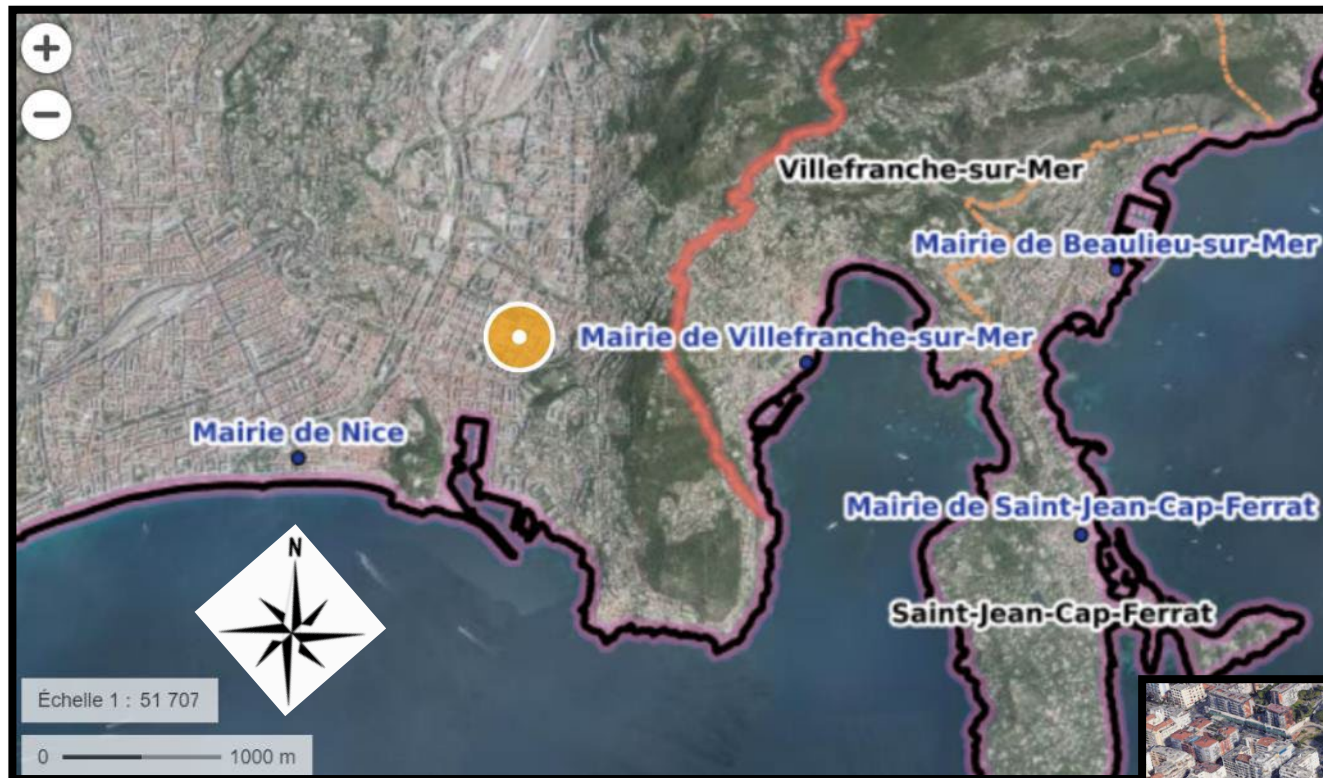 +
−
Villefranche-sur-Mer
Mairie de Beaulieu-sur-Mer
Mairie de Villefranche-sur-Mer
Mairie de Nice
Mairie de Saint-Jean-Cap-Ferrat
N
Saint-Jean-Cap-Ferrat
Échelle 1 : 51 707
0 1000 m